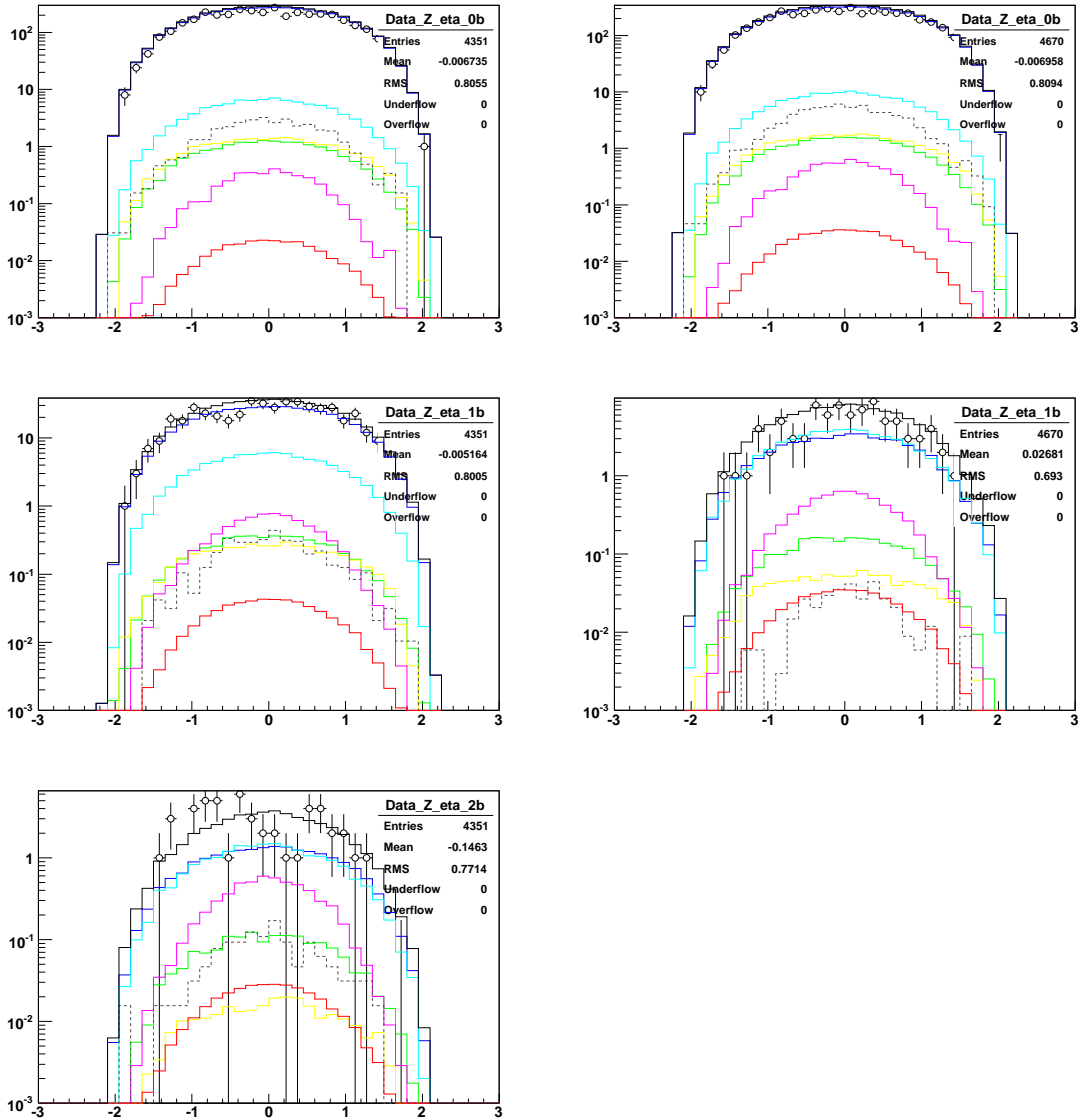 Data_Z_eta_0b
Entries 4351
Mean -0.006735
RMS 0.8055
Underflow 0
Overflow 0
10^2
10
1
10^-1
10^-2
10^-3
-3 -2 -1 0 1 2 3
Data_Z_eta_0b
Entries 4670
Mean -0.006958
RMS 0.8094
Underflow 0
Overflow 0
10^2
10
1
10^-1
10^-2
10^-3
-3 -2 -1 0 1 2 3
Data_Z_eta_1b
Entries 4351
Mean -0.005164
RMS 0.8005
Underflow 0
Overflow 0
10
1
10^-1
10^-2
10^-3
-3 -2 -1 0 1 2 3
Data_Z_eta_1b
Entries 4670
Mean 0.02681
RMS 0.693
Underflow 0
Overflow 0
1
10^-1
10^-2
10^-3
-3 -2 -1 0 1 2 3
Data_Z_eta_2b
Entries 4351
Mean -0.1463
RMS 0.7714
Underflow 0
Overflow 0
1
10^-1
10^-2
10^-3
-3 -2 -1 0 1 2 3